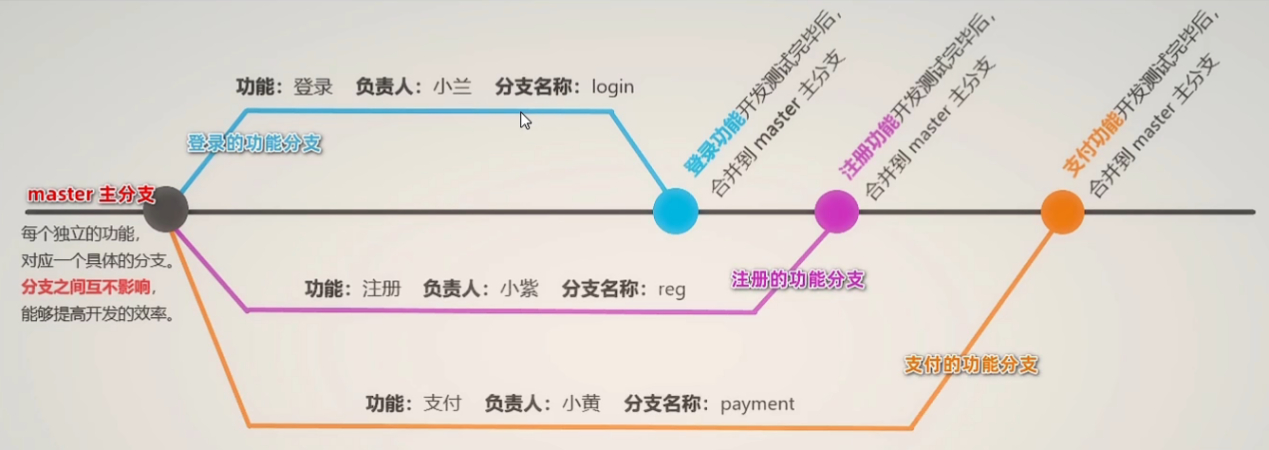 功能：登录 负责人：小兰 分支名称：login
登录的功能分支
登录功能开发测试完毕后，
合并到 master 主分支
注册功能开发测试完毕后，
合并到 master 主分支
支付功能开发测试完毕后，
合并到 master 主分支
master 主分支
每个独立的功能，
对应一个具体的分支。
分支之间互不影响，
能够提高开发的效率。
功能：注册 负责人：小紫 分支名称：reg
注册的功能分支
支付的功能分支
功能：支付 负责人：小黄 分支名称：payment